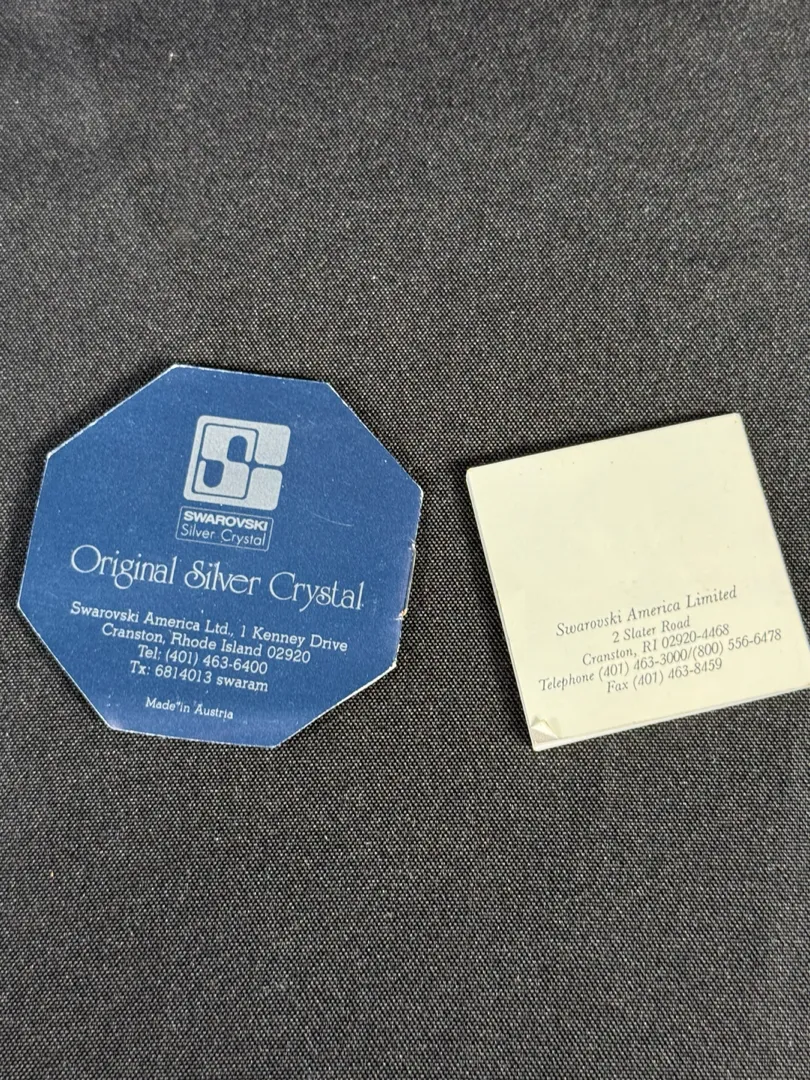 SWAROVSKI
Silver Crystal
Original Silver Crystal
Swarovski America Ltd., 1 Kenney Drive
Cranston, Rhode Island 02920
Tel: (401) 463-6400
Tx: 6814013 swaram
Made in Austria
Swarovski America Limited
2 Slater Road
Cranston, RI 02920-4468
Telephone (401) 463-3000/(800) 556-6478
Fax (401) 463-8459